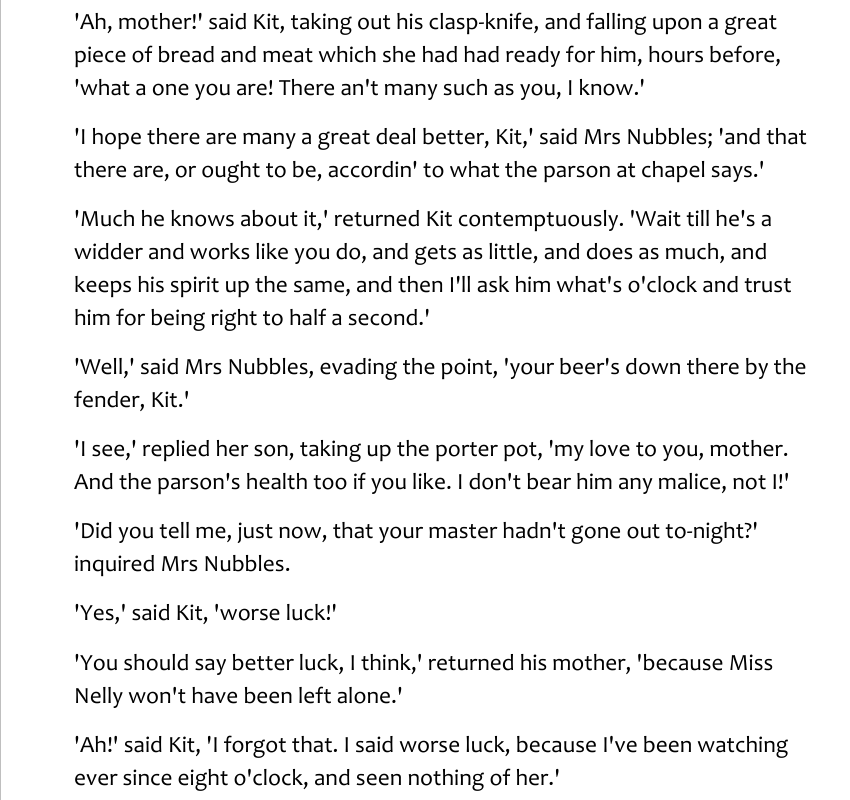 'Ah, mother!' said Kit, taking out his clasp-knife, and falling upon a great
piece of bread and meat which she had had ready for him, hours before,
'what a one you are! There an't many such as you, I know.'
'I hope there are many a great deal better, Kit,' said Mrs Nubbles; 'and that
there are, or ought to be, accordin' to what the parson at chapel says.'
'Much he knows about it,' returned Kit contemptuously. 'Wait till he's a
widder and works like you do, and gets as little, and does as much, and
keeps his spirit up the same, and then I'll ask him what's o'clock and trust
him for being right to half a second.'
'Well,' said Mrs Nubbles, evading the point, 'your beer's down there by the
fender, Kit.'
'I see,' replied her son, taking up the porter pot, 'my love to you, mother.
And the parson's health too if you like. I don't bear him any malice, not I!'
'Did you tell me, just now, that your master hadn't gone out to-night?'
inquired Mrs Nubbles.
'Yes,' said Kit, 'worse luck!'
'You should say better luck, I think,' returned his mother, 'because Miss
Nelly won't have been left alone.'
'Ah!' said Kit, 'I forgot that. I said worse luck, because I've been watching
ever since eight o'clock, and seen nothing of her.'